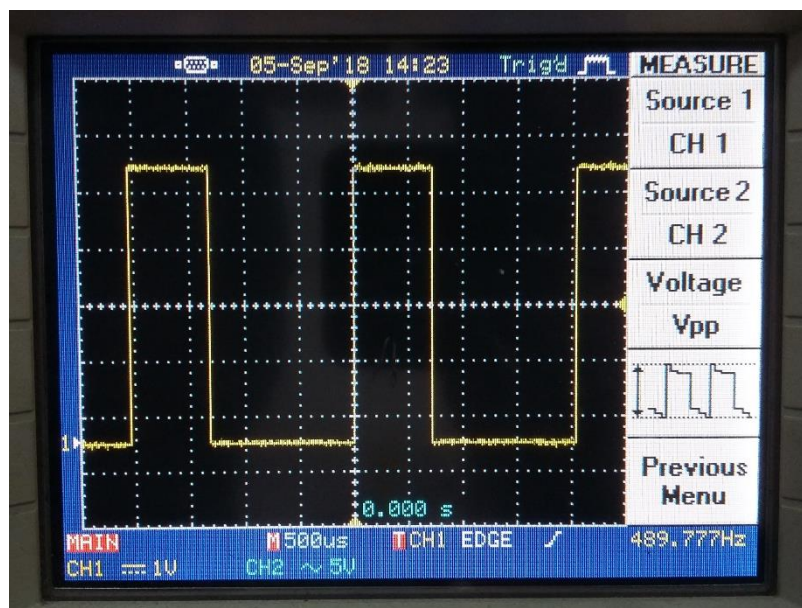 05-Sep'18 14:23 Trig'd
MEASURE
Source 1
CH 1
Source 2
CH 2
Voltage
Vpp
Previous
Menu
1
0.000 s
MAIN M 500us T CH1 EDGE 489.777Hz
CH1 1V CH2 5V